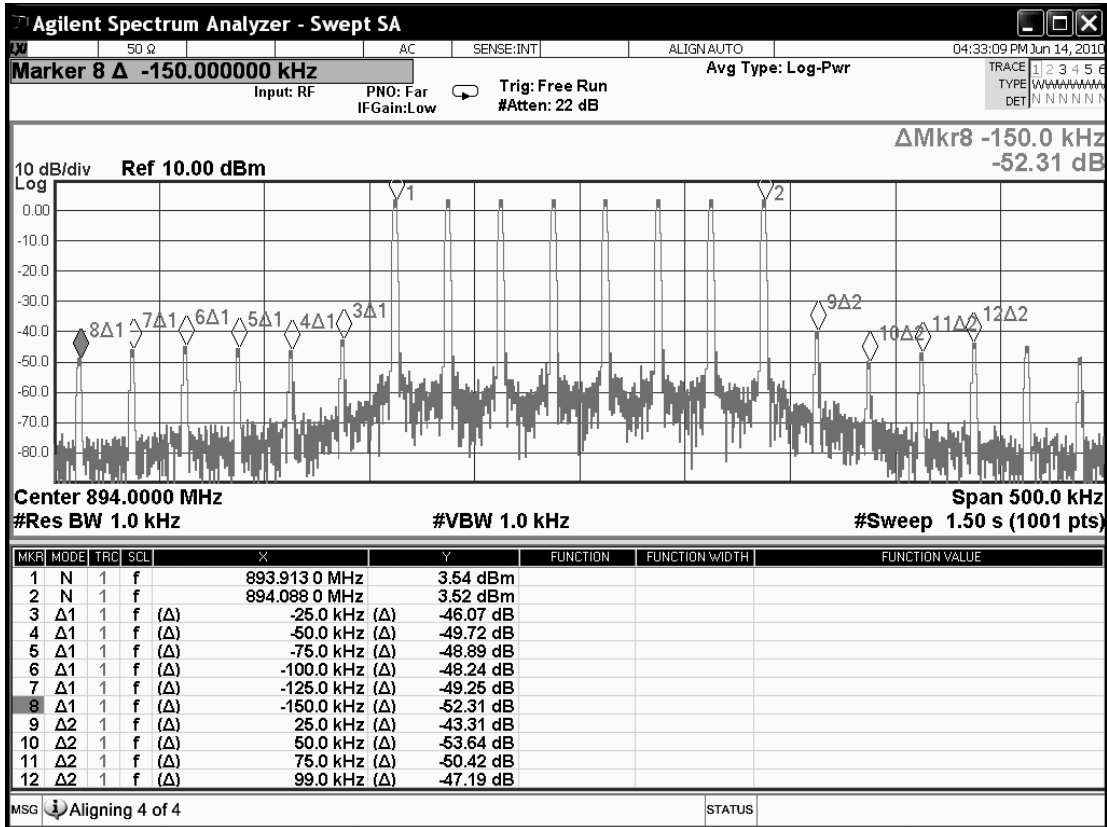 Agilent Spectrum Analyzer - Swept SA
LXI 50 Ω AC SENSE:INT ALIGN AUTO 04:33:09 PM Jun 14, 2010
Marker 8 Δ -150.000000 kHz
Avg Type: Log-Pwr
TRACE 1 2 3 4 5 6
Input: RF PNO: Far Trig: Free Run
TYPE
IFGain:Low #Atten: 22 dB
DET N N N N N N
ΔMkr8 -150.0 kHz
-52.31 dB
10 dB/div Ref 10.00 dBm
Log
1
2
0.00
-10.0
-20.0
-30.0
-40.0
-50.0
-60.0
-70.0
-80.0
8Δ1 7Δ1 6Δ1 5Δ1 4Δ1 3Δ1 9Δ2 10Δ2 11Δ2 12Δ2
Center 894.0000 MHz Span 500.0 kHz
#Res BW 1.0 kHz #VBW 1.0 kHz #Sweep 1.50 s (1001 pts)
MKR MODE TRC SCL X Y FUNCTION FUNCTION WIDTH FUNCTION VALUE
1 N 1 f 893.913 0 MHz 3.54 dBm
2 N 1 f 894.088 0 MHz 3.52 dBm
3 Δ1 1 f (Δ) -25.0 kHz (Δ) -46.07 dB
4 Δ1 1 f (Δ) -50.0 kHz (Δ) -49.72 dB
5 Δ1 1 f (Δ) -75.0 kHz (Δ) -48.89 dB
6 Δ1 1 f (Δ) -100.0 kHz (Δ) -48.24 dB
7 Δ1 1 f (Δ) -125.0 kHz (Δ) -49.25 dB
8 Δ1 1 f (Δ) -150.0 kHz (Δ) -52.31 dB
9 Δ2 1 f (Δ) 25.0 kHz (Δ) -43.31 dB
10 Δ2 1 f (Δ) 50.0 kHz (Δ) -53.64 dB
11 Δ2 1 f (Δ) 75.0 kHz (Δ) -50.42 dB
12 Δ2 1 f (Δ) 99.0 kHz (Δ) -47.19 dB
MSG Aligning 4 of 4 STATUS